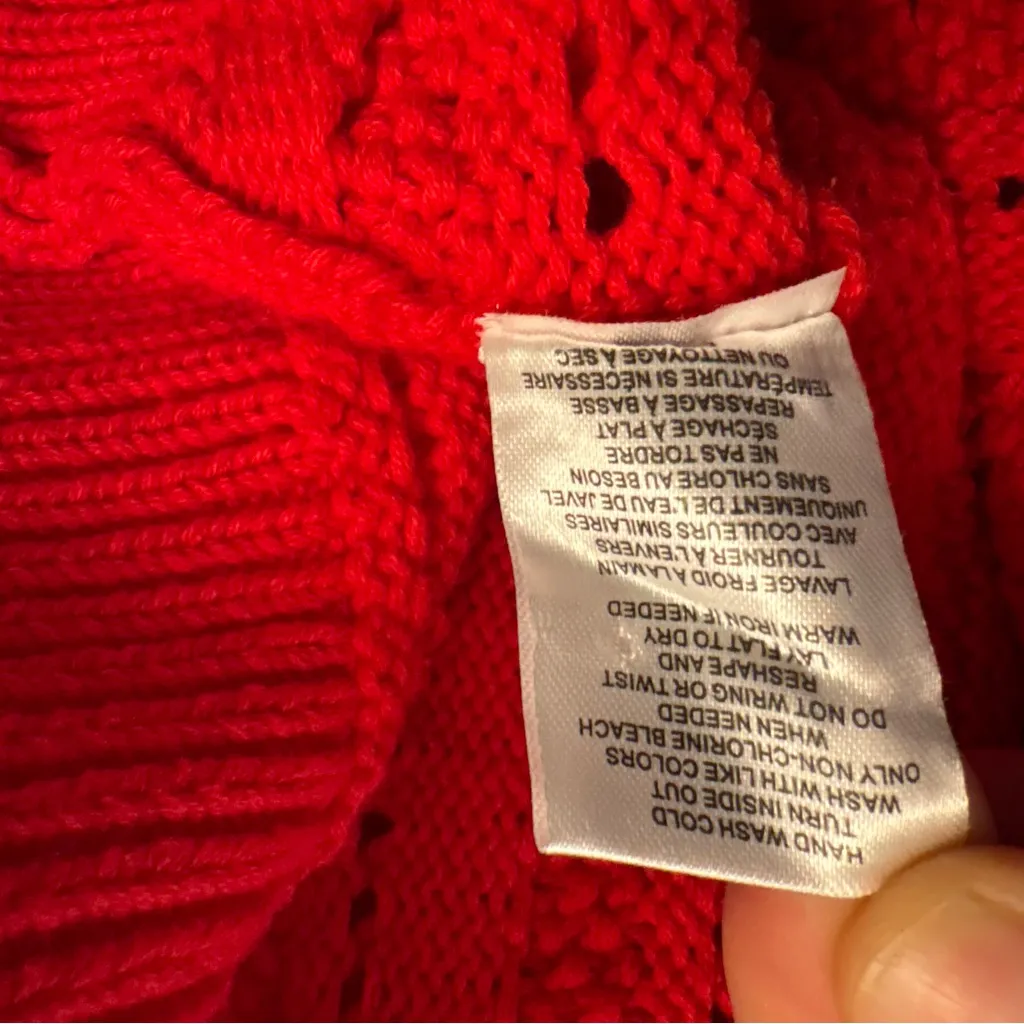 HAND WASH COLD
TURN INSIDE OUT
WASH WITH LIKE COLORS
ONLY NON-CHLORINE BLEACH
WHEN NEEDED
DO NOT WRING OR TWIST
RESHAPE AND
LAY FLAT TO DRY
WARM IRON IF NEEDED
LAVAGE FROID A LA MAIN
TOURNER À L'ENVERS
AVEC COULEURS SIMILAIRES
UNIQUEMENT DE L'EAU DE JAVEL
SANS CHLORE AU BESOIN
NE PAS TORDRE
SÉCHAGE À PLAT
REPASSAGE À BASSE
TEMPÉRATURE SI NÉCESSAIRE
OU NETTOYAGE À SEC